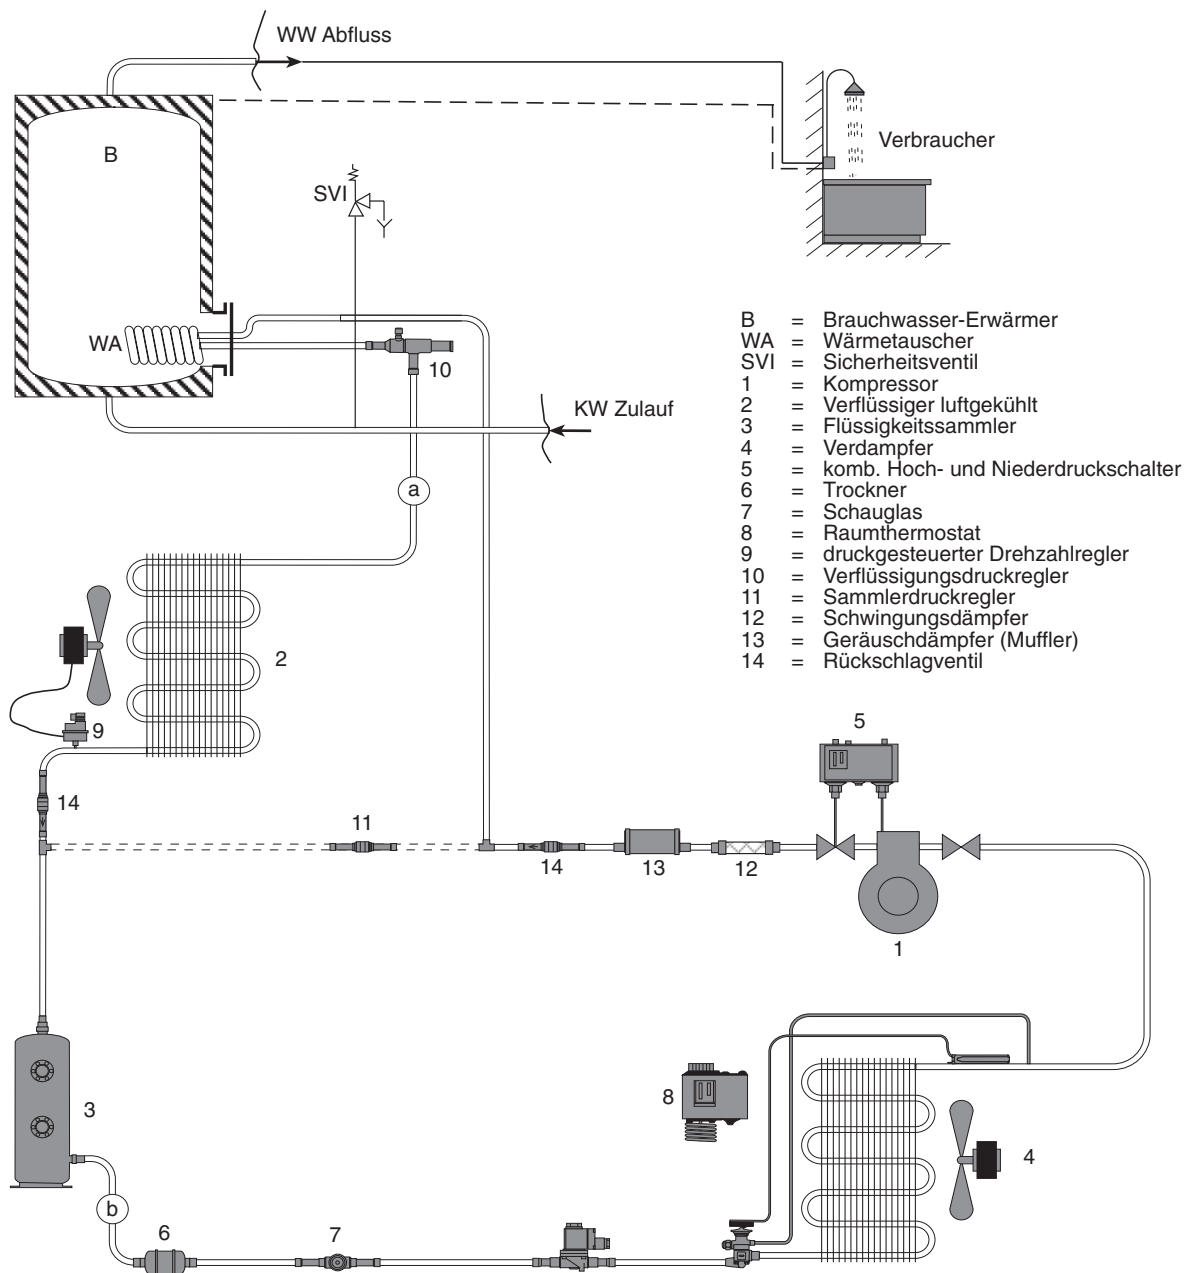 WW Abfluss
B
Verbraucher
SVI
WA
10
KW Zulauf
a
B = Brauchwasser-Erwärmer
WA = Wärmetauscher
SVI = Sicherheitsventil
1 = Kompressor
2 = Verflüssiger luftgekühlt
3 = Flüssigkeitssammler
4 = Verdampfer
5 = komb. Hoch- und Niederdruckschalter
6 = Trockner
7 = Schauglas
8 = Raumthermostat
9 = druckgesteuerter Drehzahlregler
10 = Verflüssigungsdruckregler
11 = Sammlerdruckregler
12 = Schwingungsdämpfer
13 = Geräuschdämpfer (Muffler)
14 = Rückschlagventil
2
9
5
14
11
14
13
12
1
3
8
4
b
6
7